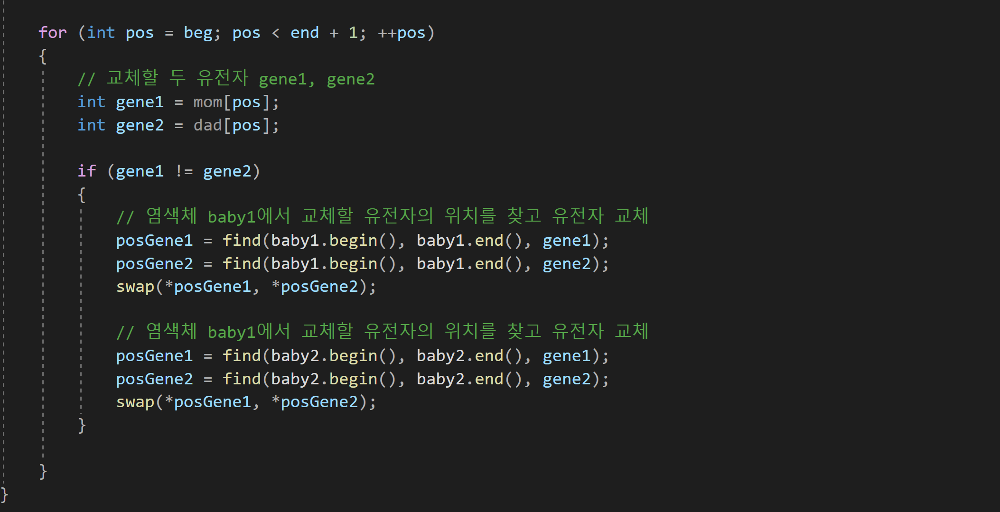 for (int pos = beg; pos < end + 1; ++pos)
{
// 교체할 두 유전자 gene1, gene2
int gene1 = mom[pos];
int gene2 = dad[pos];
if (gene1 != gene2)
{
// 염색체 baby1에서 교체할 유전자의 위치를 찾고 유전자 교체
posGene1 = find(baby1.begin(), baby1.end(), gene1);
posGene2 = find(baby1.begin(), baby1.end(), gene2);
swap(*posGene1, *posGene2);
// 염색체 baby1에서 교체할 유전자의 위치를 찾고 유전자 교체
posGene1 = find(baby2.begin(), baby2.end(), gene1);
posGene2 = find(baby2.begin(), baby2.end(), gene2);
swap(*posGene1, *posGene2);
}
}
}